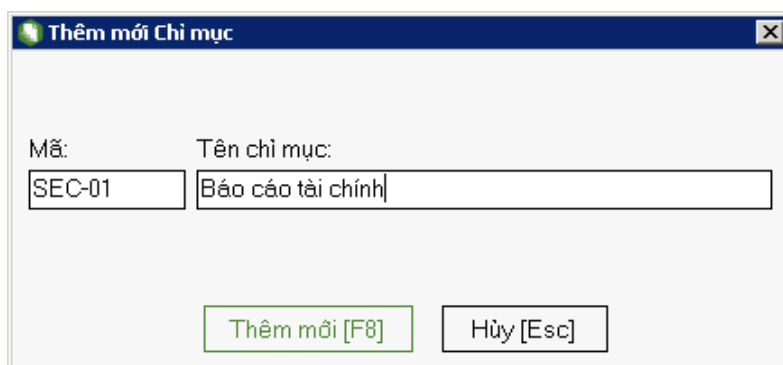 Thêm mới Chỉ mục
Mã: Tên chỉ mục:
SEC-01 Báo cáo tài chính
Thêm mới [F8] Hủy [Esc]